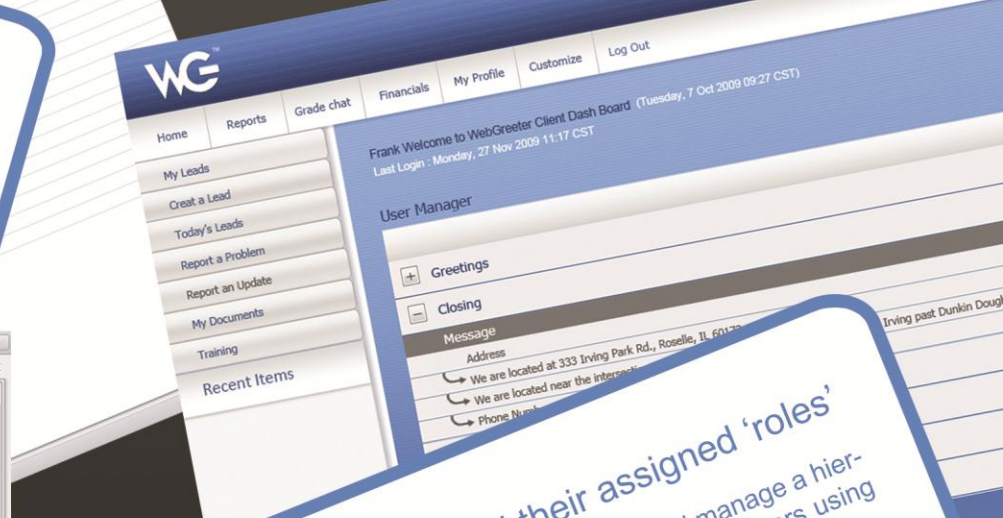 WG™
Home
Reports
Grade chat
Financials
My Profile
Customize
Log Out
My Leads
Creat a Lead
Today's Leads
Report a Problem
Report an Update
My Documents
Training
Recent Items
Frank Welcome to WebGreeter Client Dash Board (Tuesday, 7 Oct 2009 09:27 CST)
Last Login : Monday, 27 Nov 2009 11:17 CST
User Manager
Greetings
Closing
Message
Address
We are located at 333 Irving Park Rd., Roselle, IL 60172
Irving past Dunkin Dough
We are located near the
Phone
their assigned ‘roles’
manage a hier-
using